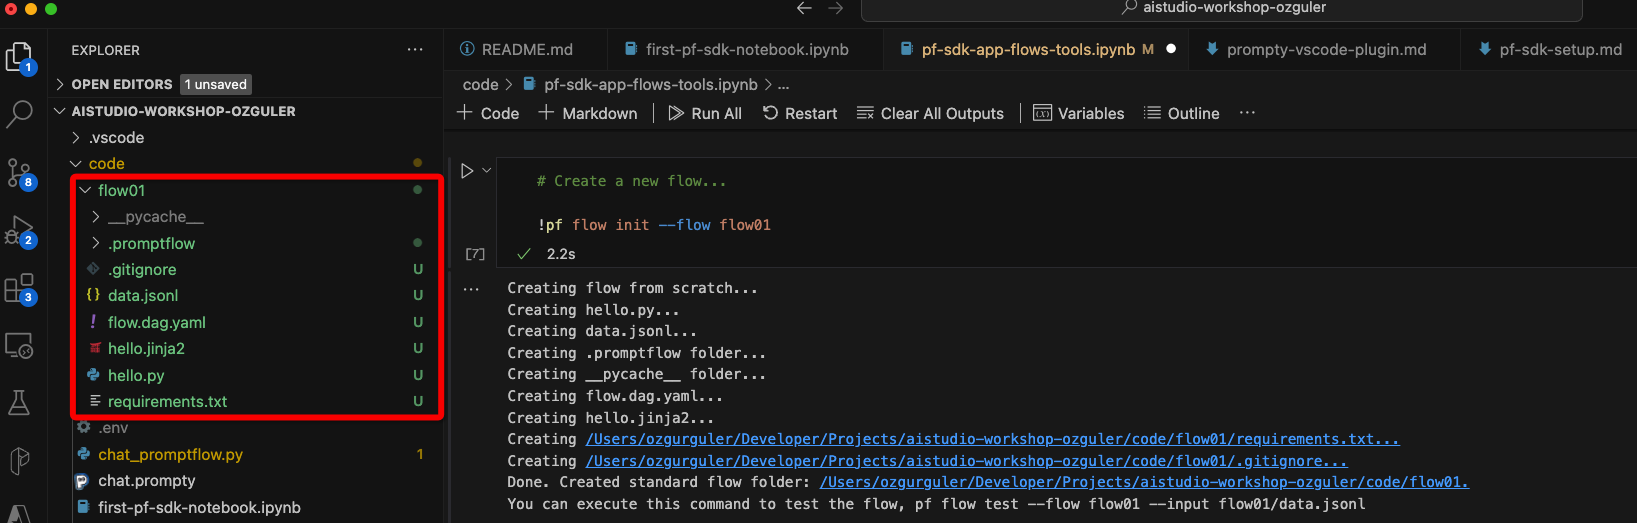 aistudio-workshop-ozguler
EXPLORER
OPEN EDITORS 1 unsaved
AISTUDIO-WORKSHOP-OZGULER
.vscode
code
flow01
__pycache__
.promptflow
.gitignore U
data.jsonl U
flow.dag.yaml U
hello.jinja2 U
hello.py U
requirements.txt U
.env
chat_promptflow.py 1
chat.prompty
first-pf-sdk-notebook.ipynb
1
8
2
3
README.md first-pf-sdk-notebook.ipynb pf-sdk-app-flows-tools.ipynb M prompty-vscode-plugin.md pf-sdk-setup.md
code > pf-sdk-app-flows-tools.ipynb > ...
+ Code + Markdown Run All Restart Clear All Outputs Variables Outline ...
# Create a new flow...
!pf flow init --flow flow01
[7] 2.2s
Creating flow from scratch...
Creating hello.py...
Creating data.jsonl...
Creating .promptflow folder...
Creating __pycache__ folder...
Creating flow.dag.yaml...
Creating hello.jinja2...
Creating /Users/ozgurguler/Developer/Projects/aistudio-workshop-ozguler/code/flow01/requirements.txt...
Creating /Users/ozgurguler/Developer/Projects/aistudio-workshop-ozguler/code/flow01/.gitignore...
Done. Created standard flow folder: /Users/ozgurguler/Developer/Projects/aistudio-workshop-ozguler/code/flow01.
You can execute this command to test the flow, pf flow test --flow flow01 --input flow01/data.jsonl